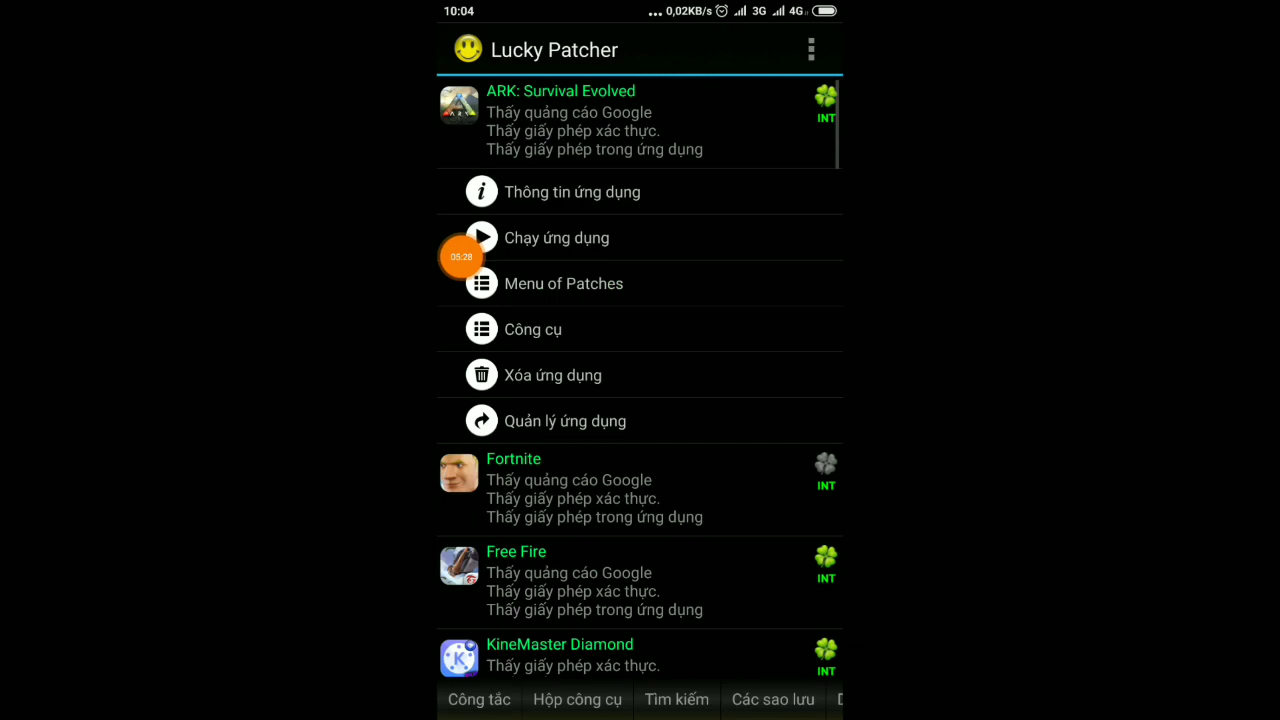 10:04
... 0,02KB/s 3G 4G
Lucky Patcher
ARK: Survival Evolved
Thấy quảng cáo Google
Thấy giấy phép xác thực.
Thấy giấy phép trong ứng dụng
INT
Thông tin ứng dụng
Chạy ứng dụng
05:28
Menu of Patches
Công cụ
Xóa ứng dụng
Quản lý ứng dụng
Fortnite
Thấy quảng cáo Google
Thấy giấy phép xác thực.
Thấy giấy phép trong ứng dụng
INT
Free Fire
Thấy quảng cáo Google
Thấy giấy phép xác thực.
Thấy giấy phép trong ứng dụng
INT
KineMaster Diamond
Thấy giấy phép xác thực.
INT
Công tắc Hộp công cụ Tìm kiếm Các sao lưu